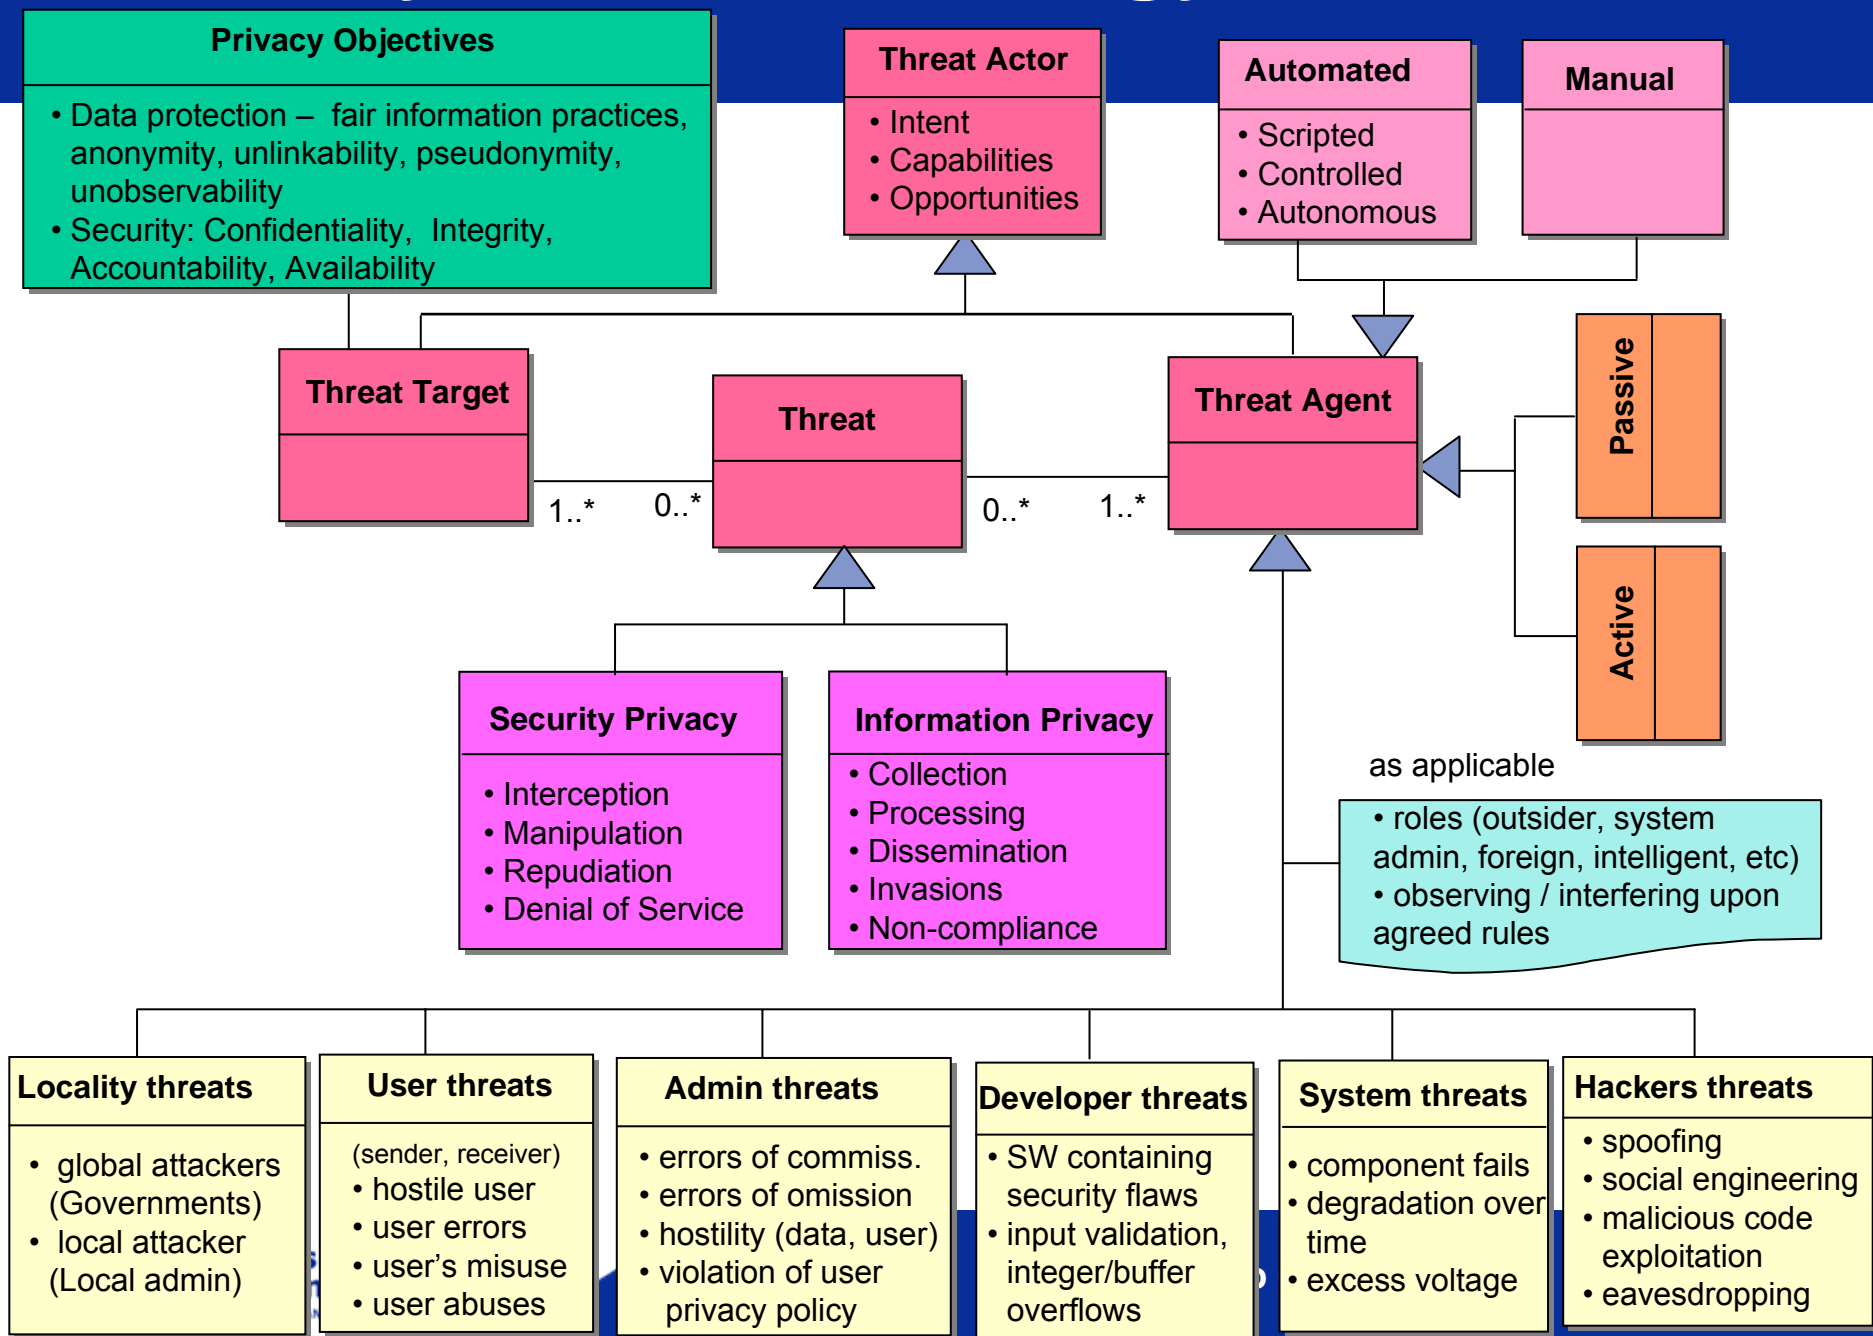 Privacy Objectives
• Data protection – fair information practices,
anonymity, unlinkability, pseudonymity,
unobservability
• Security: Confidentiality, Integrity,
Accountability, Availability
Threat Actor
• Intent
• Capabilities
• Opportunities
Automated
• Scripted
• Controlled
• Autonomous
Manual
Threat Target
Threat
Threat Agent
1..*
0..*
0..*
1..*
Passive
Active
Security Privacy
• Interception
• Manipulation
• Repudiation
• Denial of Service
Information Privacy
• Collection
• Processing
• Dissemination
• Invasions
• Non-compliance
as applicable
• roles (outsider, system
admin, foreign, intelligent, etc)
• observing / interfering upon
agreed rules
Locality threats
• global attackers
(Governments)
• local attacker
(Local admin)
User threats
(sender, receiver)
• hostile user
• user errors
• user's misuse
• user abuses
Admin threats
• errors of commiss.
• errors of omission
• hostility (data, user)
• violation of user
privacy policy
Developer threats
• SW containing
security flaws
• input validation,
integer/buffer
overflows
System threats
• component fails
• degradation over
time
• excess voltage
Hackers threats
• spoofing
• social engineering
• malicious code
exploitation
• eavesdropping